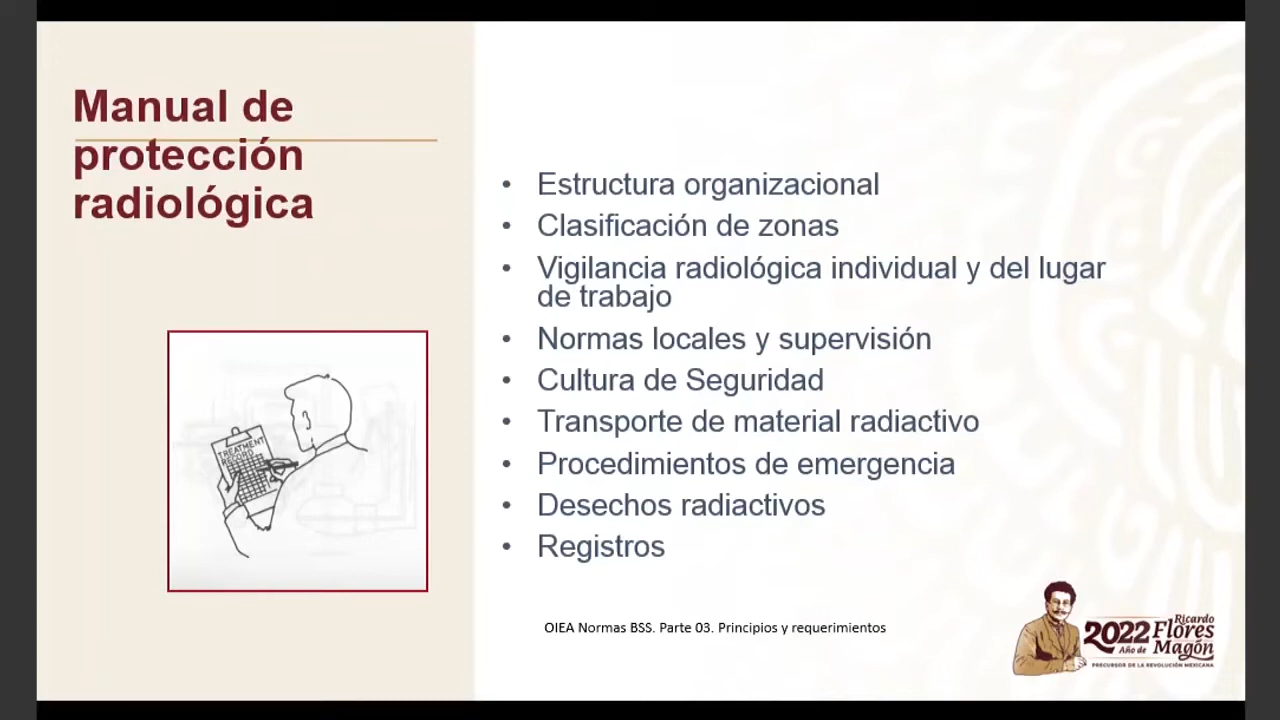 Manual de
protección
radiológica
• Estructura organizacional
• Clasificación de zonas
• Vigilancia radiológica individual y del lugar
de trabajo
• Normas locales y supervisión
• Cultura de Seguridad
• Transporte de material radiactivo
• Procedimientos de emergencia
• Desechos radiactivos
• Registros
TREATMENT
RECORD
OIEA Normas BSS. Parte 03. Principios y requerimientos
2022
Año de
Ricardo
Flores
Magón
PRECURSOR DE LA REVOLUCIÓN MEXICANA